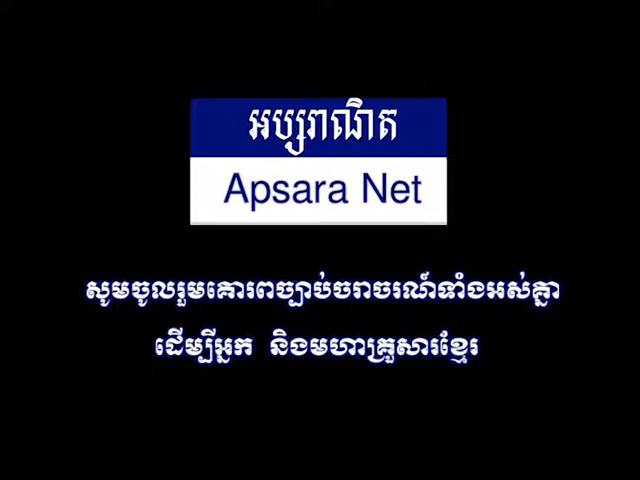 អប្សរាណិត
Apsara Net
សូមចូលរួមគោរពច្បាប់ចរាចរណ៍ទាំងអស់គ្នា
ដើម្បីអ្នក និងមហាគ្រួសារខ្មែរ